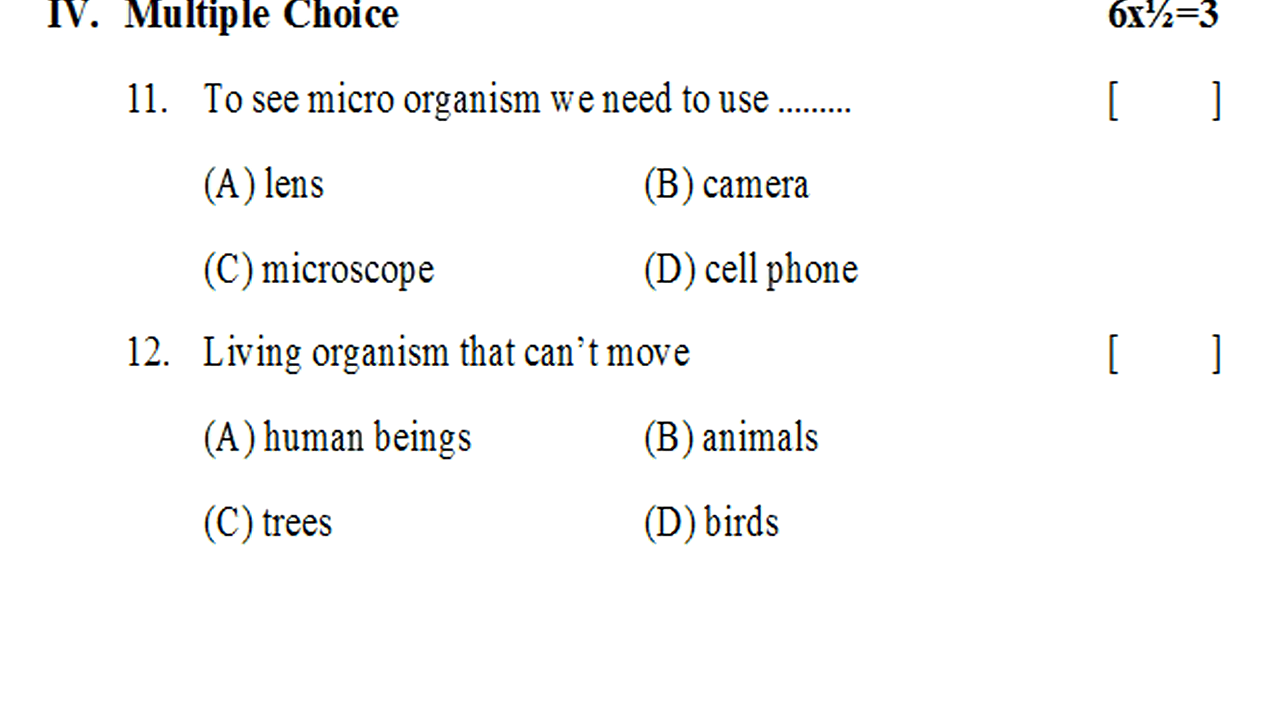 IV. Multiple Choice 6x½=3
11. To see micro organism we need to use ......... [ ]
(A) lens (B) camera
(C) microscope (D) cell phone
12. Living organism that can’t move [ ]
(A) human beings (B) animals
(C) trees (D) birds